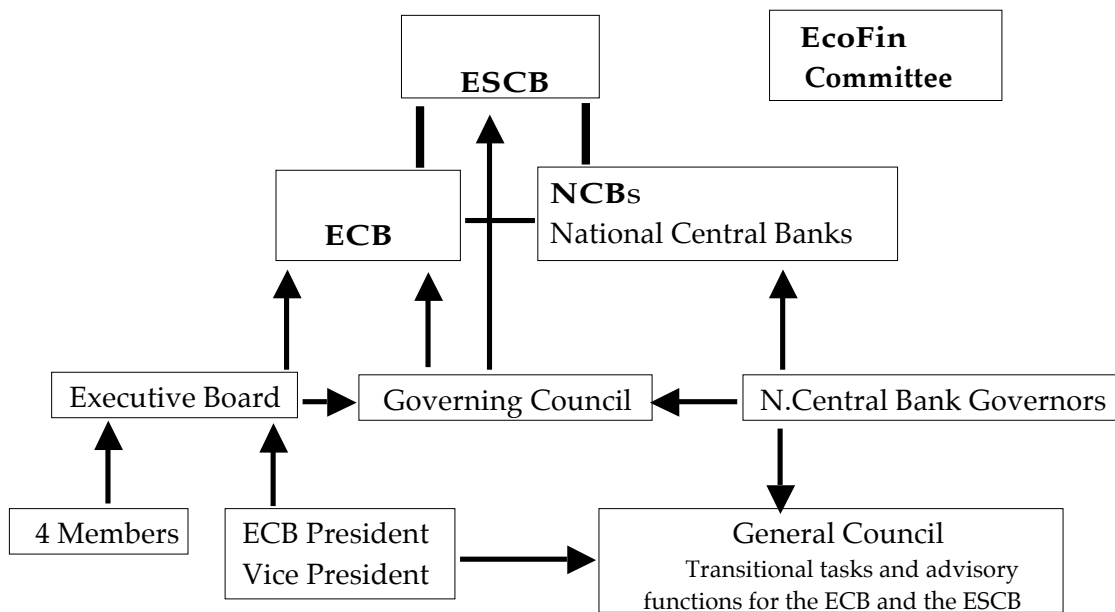 EcoFin
Committee
ESCB
NCBs
National Central Banks
ECB
Executive Board
Governing Council
N.Central Bank Governors
4 Members
ECB President
Vice President
General Council
Transitional tasks and advisory
functions for the ECB and the ESCB